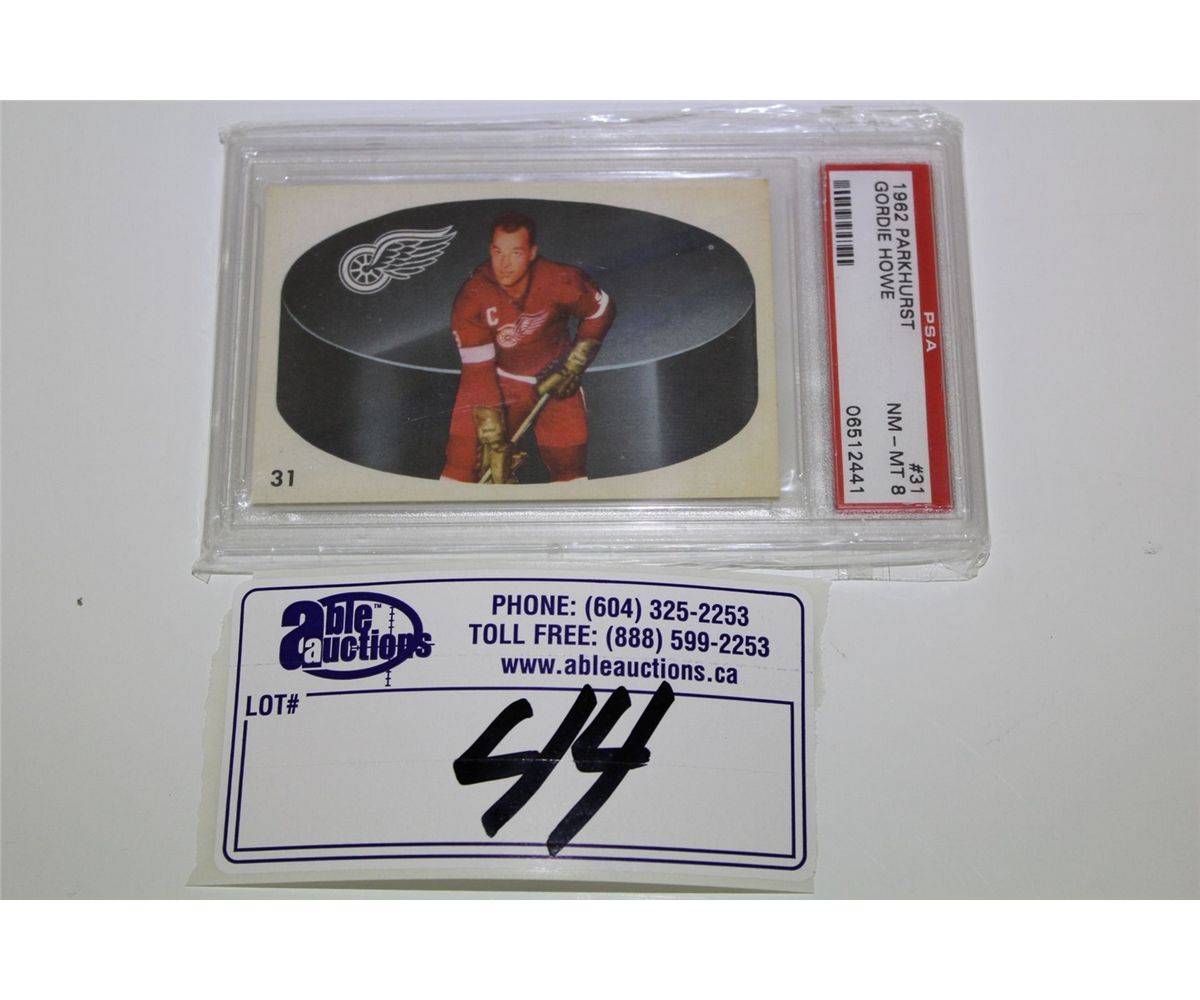 1962 PARKHURST #31
GORDIE HOWE NM-MT 8
06512441
PSA
C
31
able™
auctions
PHONE: (604) 325-2253
TOLL FREE: (888) 599-2253
www.ableauctions.ca
LOT#
44